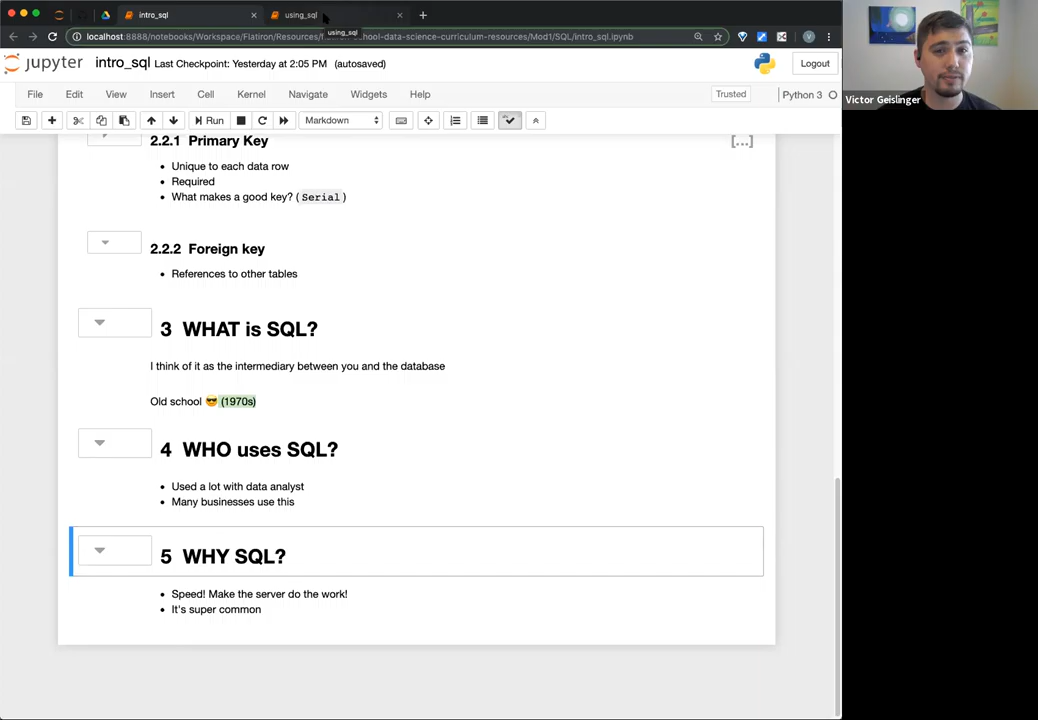 intro_sql
using_sql
using_sql
localhost:8888/notebooks/Workspace/Flatiron/Resources/
-school-data-science-curriculum-resources/Mod1/SQL/intro_sql.ipynb
jupyter intro_sql Last Checkpoint: Yesterday at 2:05 PM (autosaved)
Logout
File Edit View Insert Cell Kernel Navigate Widgets Help
Trusted
Python 3
Run
Markdown
Victor Geislinger
2.2.1 Primary Key
[...]
Unique to each data row
Required
What makes a good key? (Serial)
2.2.2 Foreign key
References to other tables
3 WHAT is SQL?
I think of it as the intermediary between you and the database
Old school 😎 (1970s)
4 WHO uses SQL?
Used a lot with data analyst
Many businesses use this
5 WHY SQL?
Speed! Make the server do the work!
It's super common